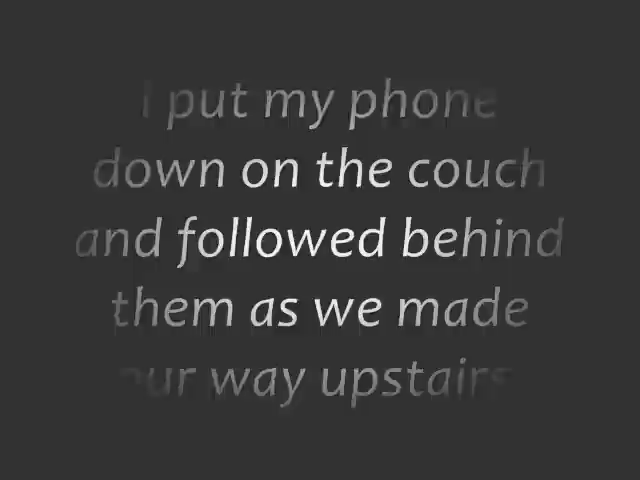 I put my phone
down on the couch
and followed behind
them as we made
our way upstairs